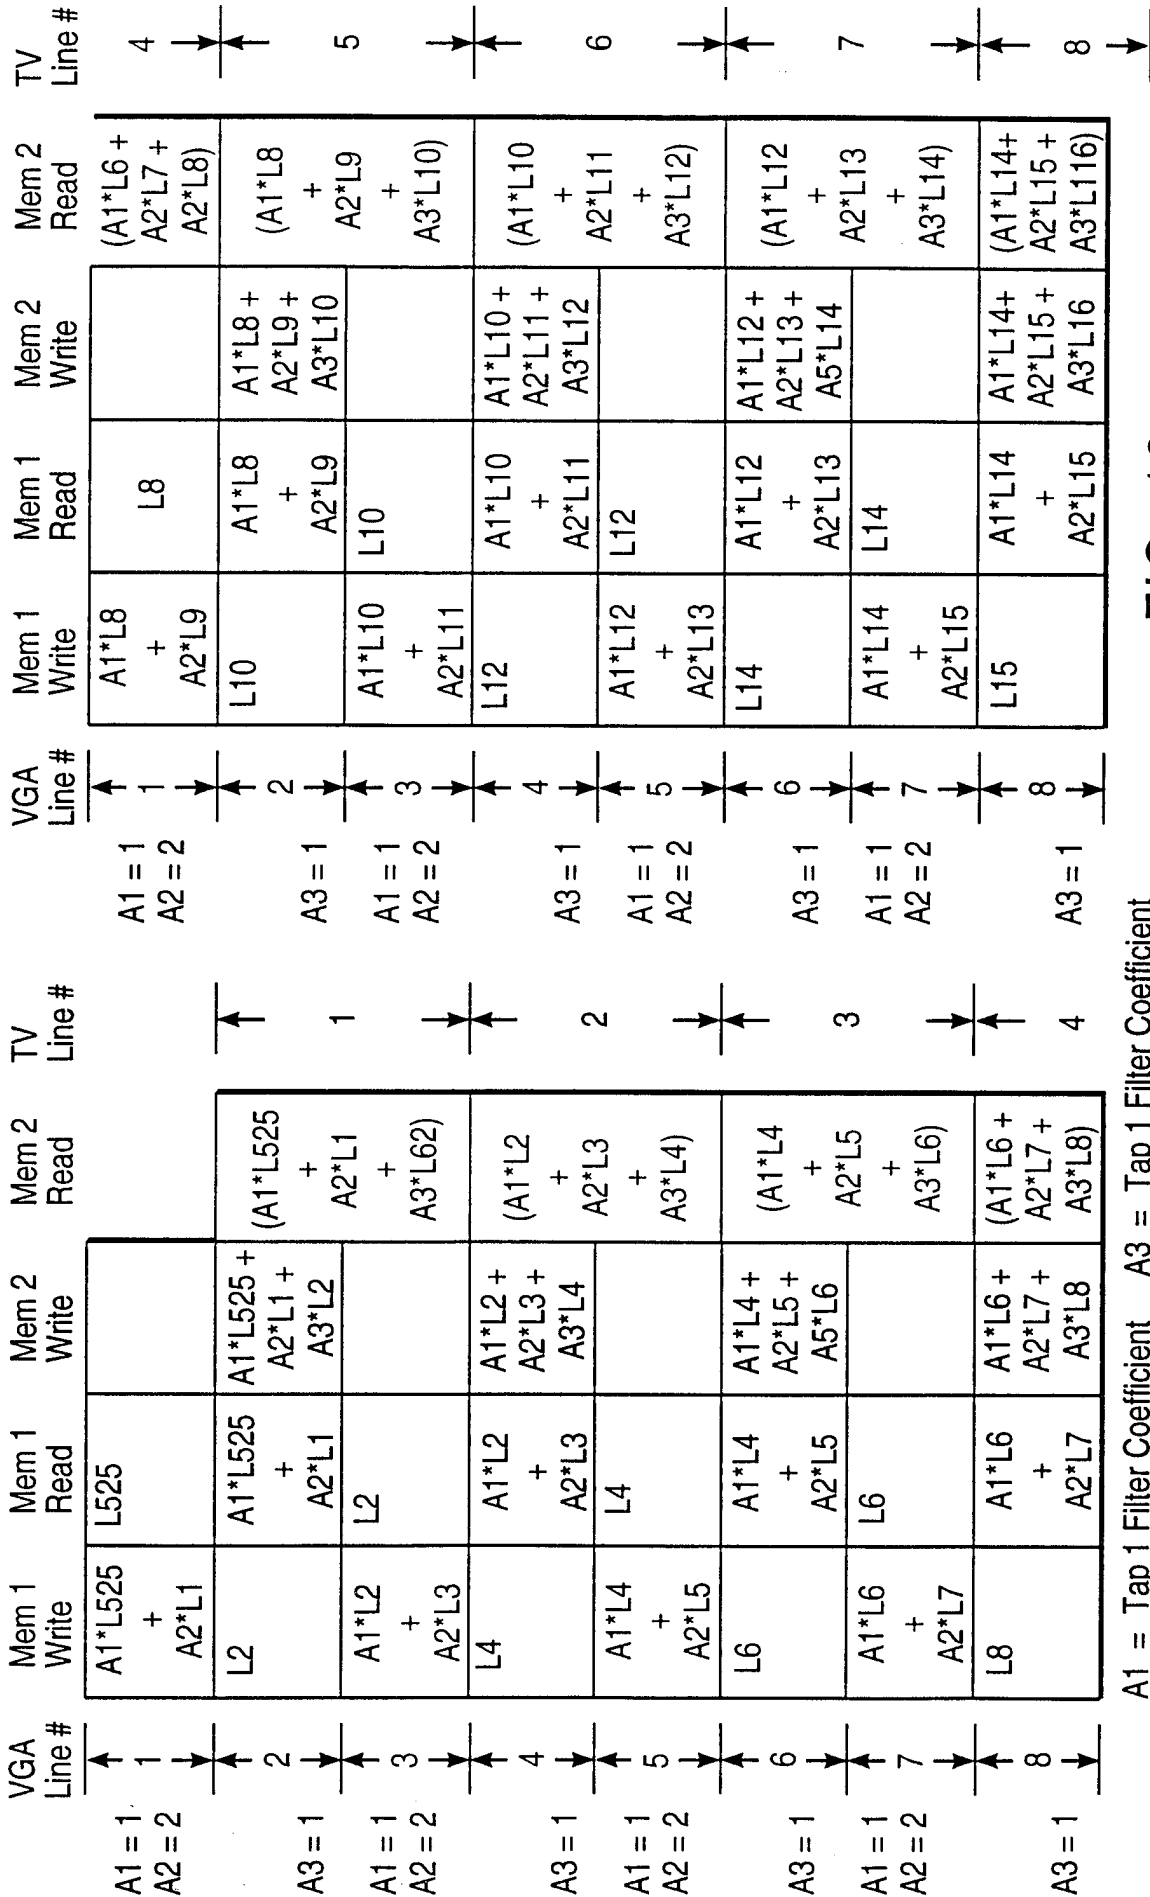 VGA Line # Mem 1 Write Mem 1 Read Mem 2 Write Mem 2 Read TV Line #
A1 = 1
A2 = 2
1
A1*L525
+
A2*L1
L525
A3 = 1
2
L2
A1*L525
+
A2*L1
A1*L525 +
A2*L1 +
A3*L2
(A1*L525
+
A2*L1
+
A3*L62)
1
A1 = 1
A2 = 2
3
A1*L2
+
A2*L3
L2
A3 = 1
4
L4
A1*L2
+
A2*L3
A1*L2 +
A2*L3 +
A3*L4
(A1*L2
+
A2*L3
+
A3*L4)
2
A1 = 1
A2 = 2
5
A1*L4
+
A2*L5
L4
A3 = 1
6
L6
A1*L4
+
A2*L5
A1*L4 +
A2*L5 +
A5*L6
(A1*L4
+
A2*L5
+
A3*L6)
3
A1 = 1
A2 = 2
7
A1*L6
+
A2*L7
L6
A3 = 1
8
L8
A1*L6
+
A2*L7
A1*L6 +
A2*L7 +
A3*L8
(A1*L6 +
A2*L7 +
A3*L8)
4
VGA Line # Mem 1 Write Mem 1 Read Mem 2 Write Mem 2 Read TV Line #
A1 = 1
A2 = 2
1
A1*L8
+
A2*L9
L8
(A1*L6 +
A2*L7 +
A2*L8)
4
A3 = 1
2
L10
A1*L8
+
A2*L9
A1*L8 +
A2*L9 +
A3*L10
(A1*L8
+
A2*L9
+
A3*L10)
5
A1 = 1
A2 = 2
3
A1*L10
+
A2*L11
L10
A3 = 1
4
L12
A1*L10
+
A2*L11
A1*L10 +
A2*L11 +
A3*L12
(A1*L10
+
A2*L11
+
A3*L12)
6
A1 = 1
A2 = 2
5
A1*L12
+
A2*L13
L12
A3 = 1
6
L14
A1*L12
+
A2*L13
A1*L12 +
A2*L13 +
A5*L14
(A1*L12
+
A2*L13
+
A3*L14)
7
A1 = 1
A2 = 2
7
A1*L14
+
A2*L15
L14
A3 = 1
8
L15
A1*L14
+
A2*L15
A1*L14+
A2*L15 +
A3*L16
(A1*L14+
A2*L15 +
A3*L116)
8
A1 = Tap 1 Filter Coefficient A3 = Tap 1 Filter Coefficient